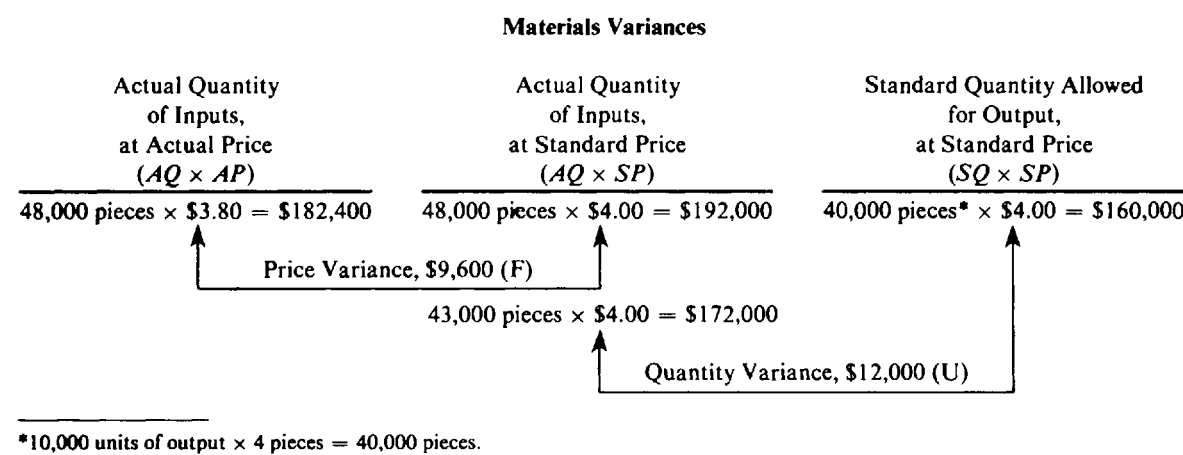 Materials Variances
Actual Quantity
of Inputs,
at Actual Price
(AQ × AP)
48,000 pieces × $3.80 = $182,400
Actual Quantity
of Inputs,
at Standard Price
(AQ × SP)
48,000 pieces × $4.00 = $192,000
Standard Quantity Allowed
for Output,
at Standard Price
(SQ × SP)
40,000 pieces* × $4.00 = $160,000
Price Variance, $9,600 (F)
43,000 pieces × $4.00 = $172,000
Quantity Variance, $12,000 (U)
*10,000 units of output × 4 pieces = 40,000 pieces.